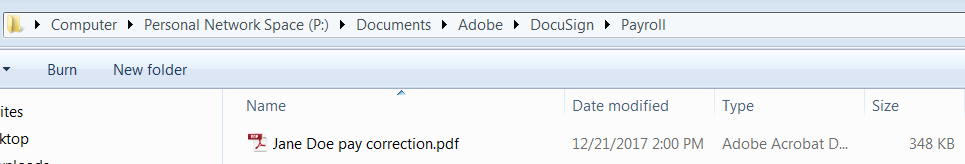 Computer Personal Network Space (P:) Documents Adobe DocuSign Payroll
Burn New folder
Name Date modified Type Size
ites
Jane Doe pay correction.pdf 12/21/2017 2:00 PM Adobe Acrobat D... 348 KB
ktop